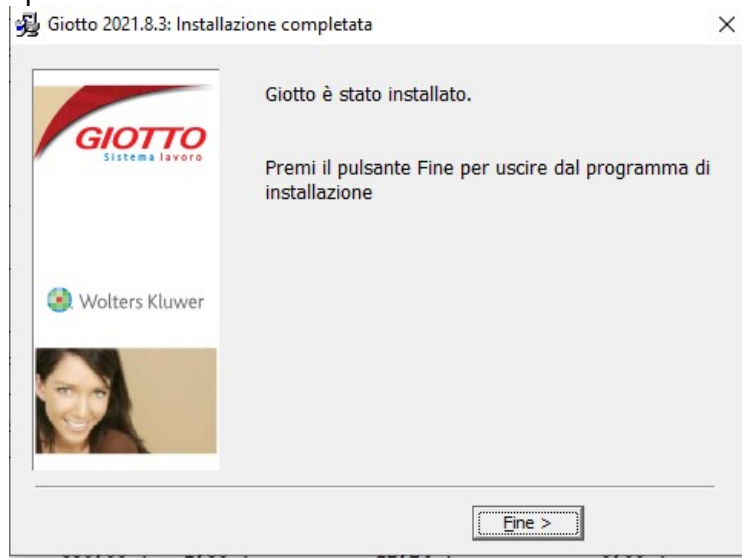 Giotto 2021.8.3: Installazione completata
GIOTTO
Sistema lavoro
Giotto è stato installato.
Premi il pulsante Fine per uscire dal programma di
installazione
Wolters Kluwer
Fine >